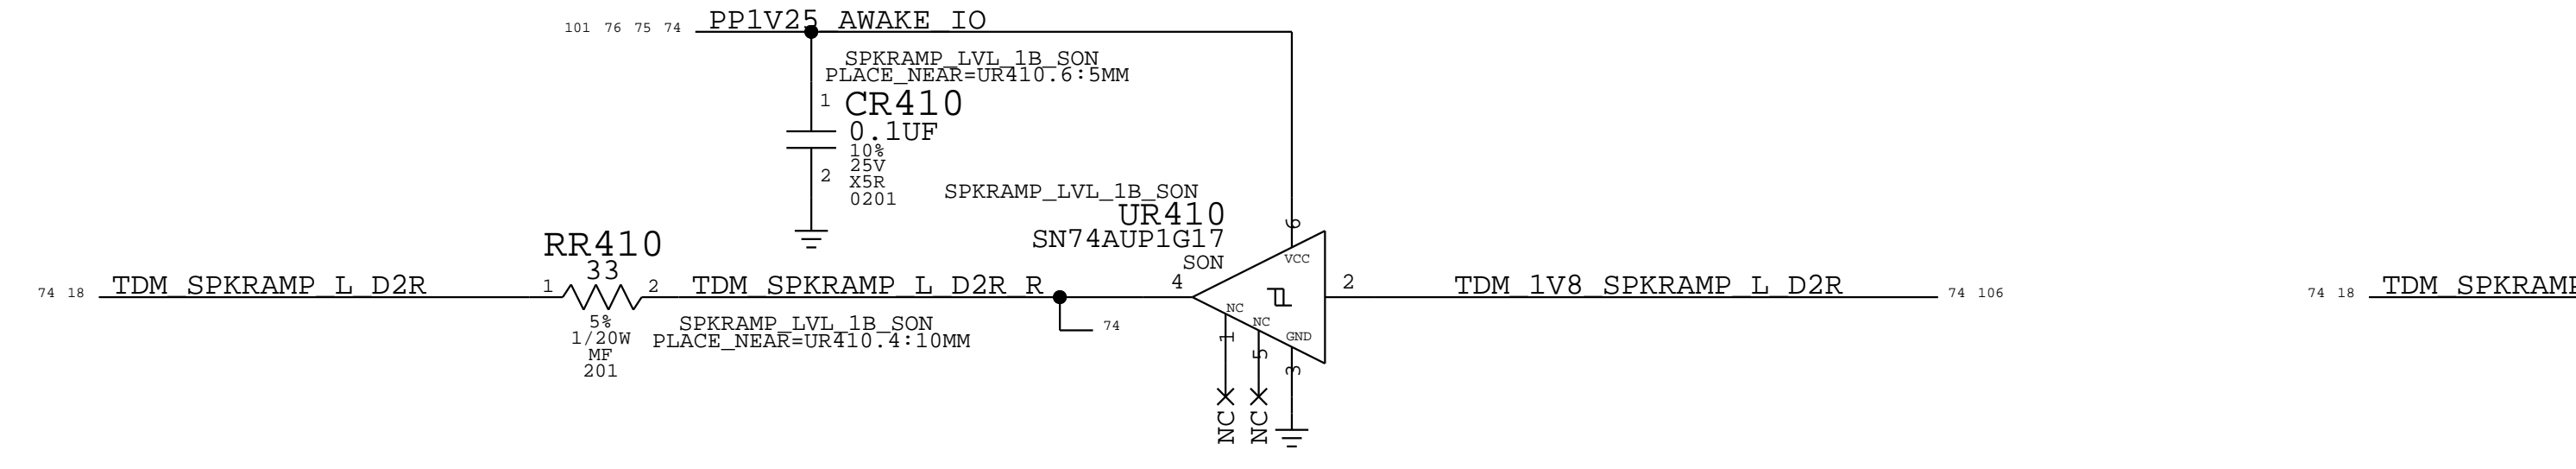 101 76 75 74 PP1V25_AWAKE_IO
SPKRAMP_LVL_1B_SON
PLACE_NEAR=UR410.6:5MM
1 CR410
0.1UF
10%
25V
2 X5R
0201
SPKRAMP_LVL_1B_SON
UR410
SN74AUP1G17
SON
6
VCC
RR410
33
74 18 TDM_SPKRAMP_L_D2R 1 2 TDM_SPKRAMP_L_D2R_R 4 2 TDM_1V8_SPKRAMP_L_D2R 74 106
74 18 TDM_SPKRAMP
NC
NC
GND
5%
1/20W
MF
201
SPKRAMP_LVL_1B_SON
PLACE_NEAR=UR410.4:10MM
74
1
5
3
NC
NC